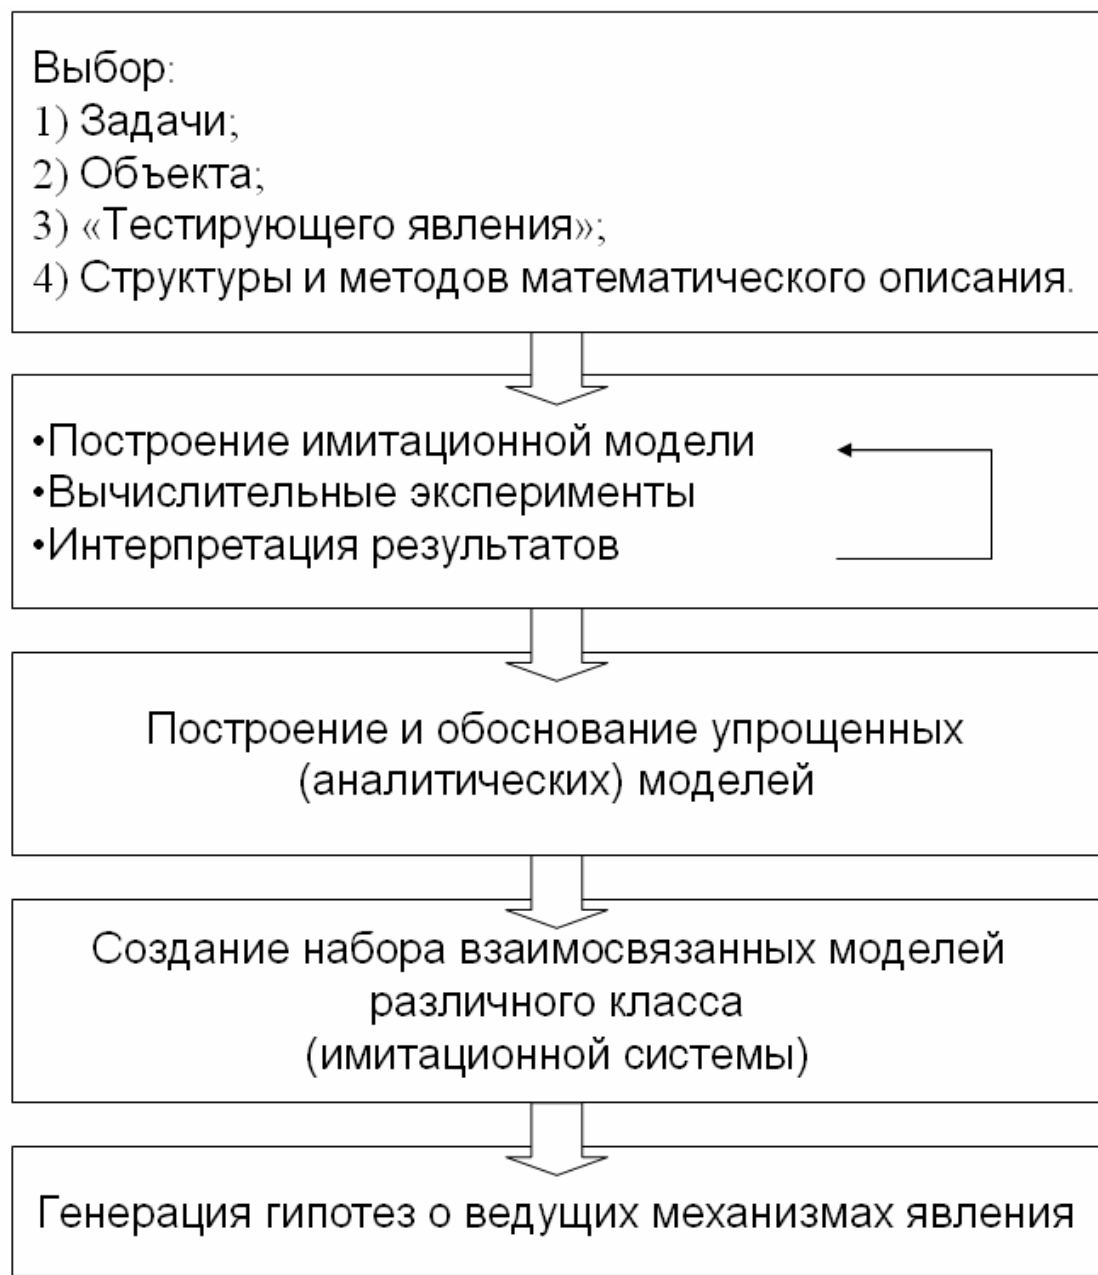 Выбор:
1) Задачи;
2) Объекта;
3) «Тестирующего явления»;
4) Структуры и методов математического описания.
•Построение имитационной модели
•Вычислительные эксперименты
•Интерпретация результатов
Построение и обоснование упрощенных
(аналитических) моделей
Создание набора взаимосвязанных моделей
различного класса
(имитационной системы)
Генерация гипотез о ведущих механизмах явления